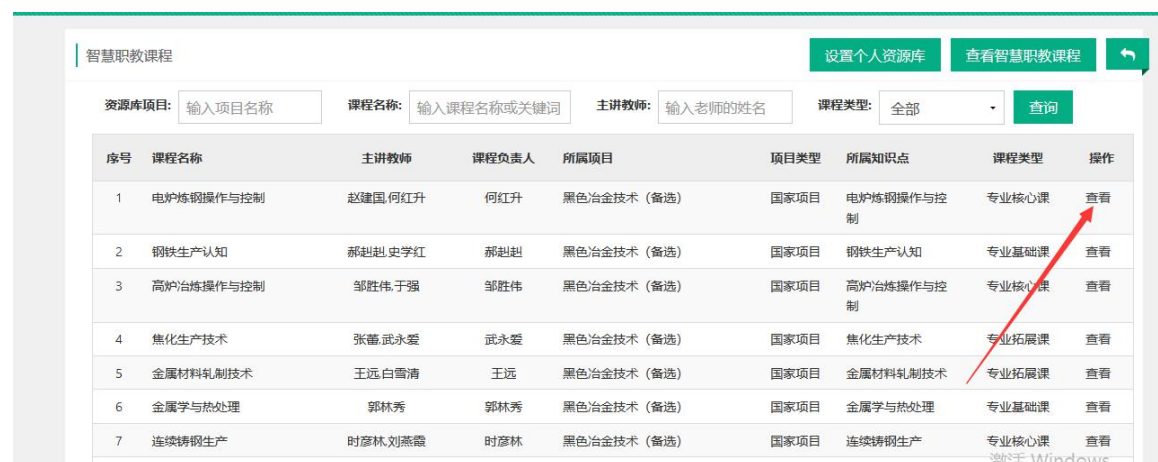 智慧职教课程 设置个人资源库 查看智慧职教课程
资源库项目: 输入项目名称 课程名称: 输入课程名称或关键词 主讲教师: 输入老师的姓名 课程类型: 全部 查询
序号 课程名称 主讲教师 课程负责人 所属项目 项目类型 所属知识点 课程类型 操作
1 电炉炼钢操作与控制 赵建国,何红升 何红升 黑色冶金技术（备选） 国家项目 电炉炼钢操作与控 专业核心课 查看
制
2 钢铁生产认知 郝赳赳,史学红 郝赳赳 黑色冶金技术（备选） 国家项目 钢铁生产认知 专业基础课 查看
3 高炉冶炼操作与控制 邹胜伟,于强 邹胜伟 黑色冶金技术（备选） 国家项目 高炉冶炼操作与控 专业核心课 查看
制
4 焦化生产技术 张蕾,武永爱 武永爱 黑色冶金技术（备选） 国家项目 焦化生产技术 专业拓展课 查看
5 金属材料轧制技术 王远,白雪清 王远 黑色冶金技术（备选） 国家项目 金属材料轧制技术 专业拓展课 查看
6 金属学与热处理 郭林秀 郭林秀 黑色冶金技术（备选） 国家项目 金属学与热处理 专业基础课 查看
7 连续铸钢生产 时彦林,刘燕霞 时彦林 黑色冶金技术（备选） 国家项目 连续铸钢生产 专业核心课 查看
激活 Windows